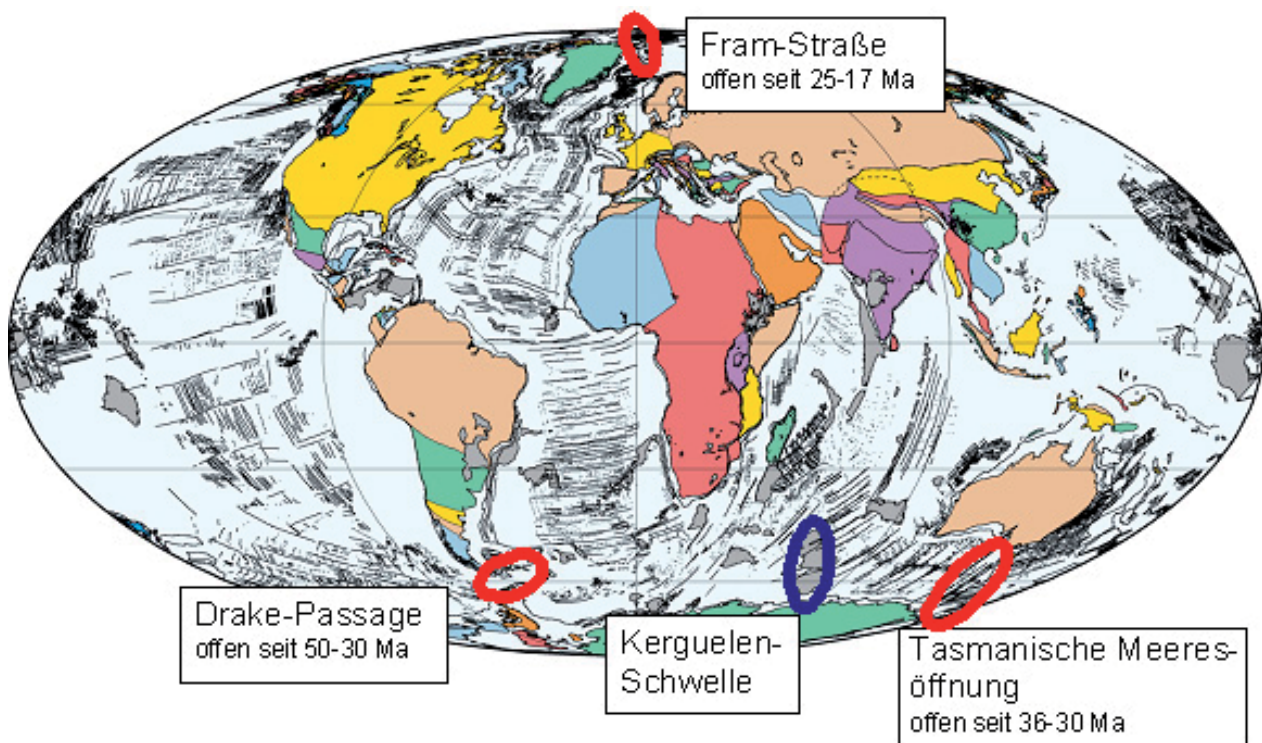 Fram-Straße
offen seit 25-17 Ma
Drake-Passage
offen seit 50-30 Ma
Kerguelen-
Schwelle
Tasmanische Meeres-
öffnung
offen seit 36-30 Ma